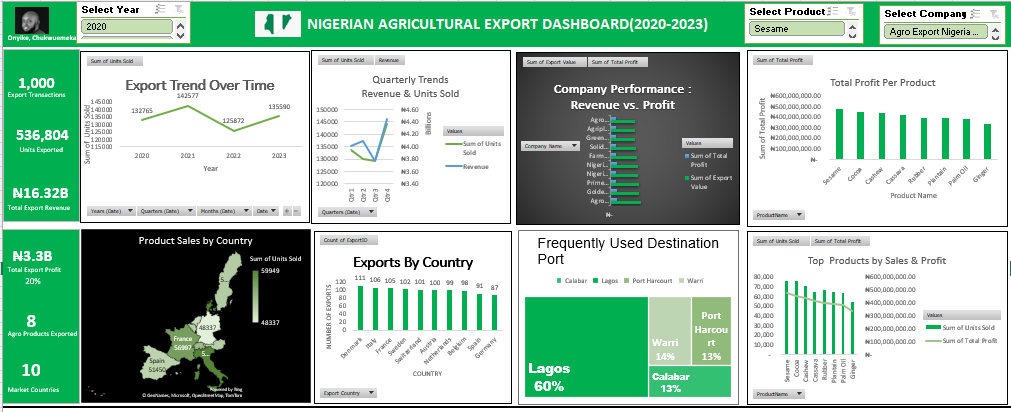 Onyike, Chukwuemeka
Select Year
2020
NIGERIAN AGRICULTURAL EXPORT DASHBOARD(2020-2023)
Select Product
Sesame
Select Company
Agro Export Nigeria ...
1,000
Export Transactions
536,804
Units Exported
₦16.32B
Total Export Revenue
₦3.3B
Total Export Profit
20%
8
Agro Products Exported
10
Market Countries
Sum of Units Sold
Export Trend Over Time
Sum of Units Sold
145000
140000
135000
130000
125000
120000
115000
132765
142577
125872
135590
2020 2021 2022 2023
Year
Years (Date) Quarters (Date) Months (Date) Date
Sum of Units Sold Revenue
Quarterly Trends
Revenue & Units Sold
150000
145000
140000
135000
130000
125000
120000
₦4.60
₦4.40
₦4.20
₦4.00
₦3.80
₦3.60
₦3.40
Billions
Qtr1 Qtr2 Qtr3 Qtr4
Values
Sum of Units Sold
Revenue
Quarters (Date)
Sum of Export Value Sum of Total Profit
Company Performance :
Revenue vs. Profit
Company Name
Agro...
Agripl...
Green...
Solid...
Farm...
Nigeri...
Nigeri...
Prime...
Golde...
Agro...
₦-
Values
Sum of Total Profit
Sum of Export Value
Sum of Total Profit
Total Profit Per Product
Sum of Total Profit
₦600,000,000.00
₦500,000,000.00
₦400,000,000.00
₦300,000,000.00
₦200,000,000.00
₦100,000,000.00
₦-
Sesame Cocoa Cashew Cassava Rubber Plantain Palm Oil Ginger
Product Name
ProductName
Product Sales by Country
Sum of Units Sold
59949
48337
S...
48337
France
56997
S...
Spain
51450
Powered by Bing
© GeoNames, Microsoft, OpenStreetMap, TomTom
Count of ExportID
Exports By Country
NUMBER OF EXPORTS
120
100
80
60
40
20
0
111 106 105 102 101 100 99 98 91 87
Denmark Italy France Sweden Switzerland Austria Netherlands Belgium Spain Germany
COUNTRY
Export Country
Frequently Used Destination
Port
Calabar Lagos Port Harcourt Warri
Lagos
60%
Warri
14%
Port
Harcou
rt
13%
Calabar
13%
Sum of Units Sold Sum of Total Profit
Top Products by Sales & Profit
80,000
70,000
60,000
50,000
40,000
30,000
20,000
10,000
-
₦600,000,000.00
₦500,000,000.00
₦400,000,000.00
₦300,000,000.00
₦200,000,000.00
₦100,000,000.00
₦-
Sesame Cocoa Cashew Cassava Rubber Plantain Palm Oil Ginger
Values
Sum of Units Sold
Sum of Total Profit
ProductName